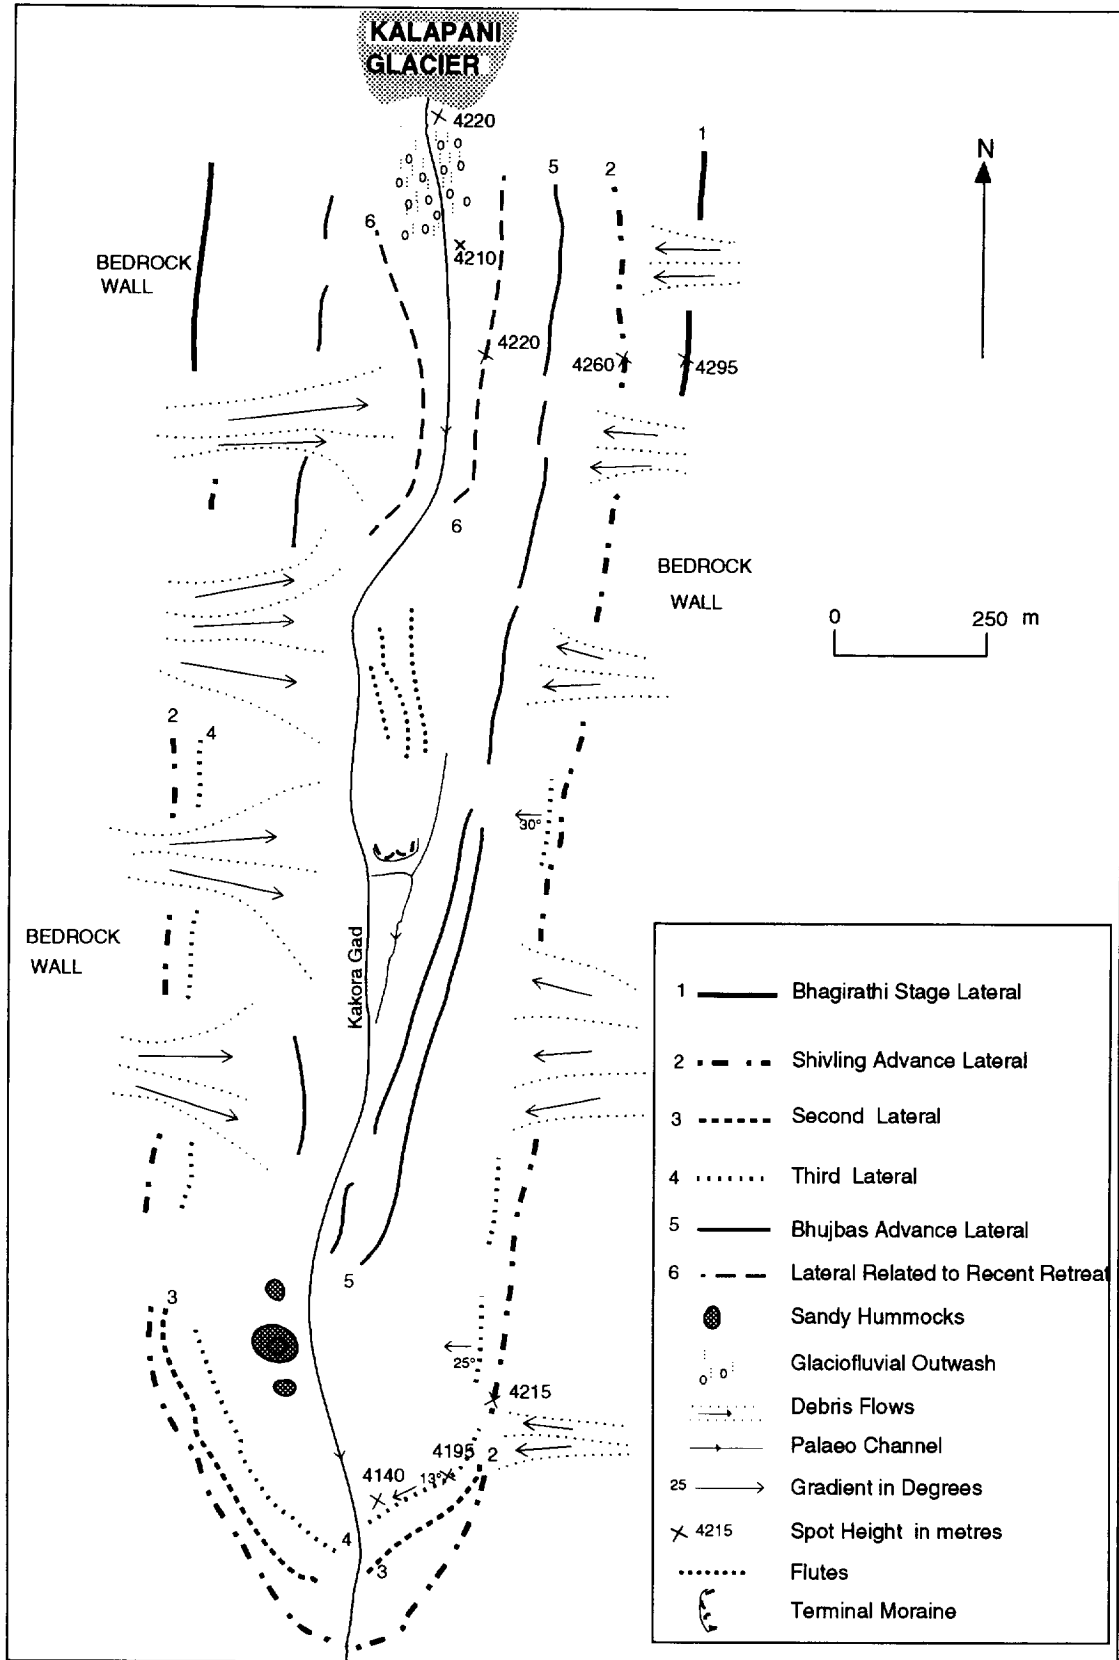 KALAPANI
GLACIER
4220
1
N
5
2
6
4210
BEDROCK
WALL
4220
4260
4295
6
BEDROCK
WALL
0 250 m
2
4
30°
BEDROCK
WALL
Kakora Gad
5
3
25°
4215
4195
2
4140
13°
4
3
1 Bhagirathi Stage Lateral
2 Shivling Advance Lateral
3 Second Lateral
4 Third Lateral
5 Bhujbas Advance Lateral
6 Lateral Related to Recent Retreat
Sandy Hummocks
Glaciofluvial Outwash
Debris Flows
Palaeo Channel
25 Gradient in Degrees
4215 Spot Height in metres
Flutes
Terminal Moraine